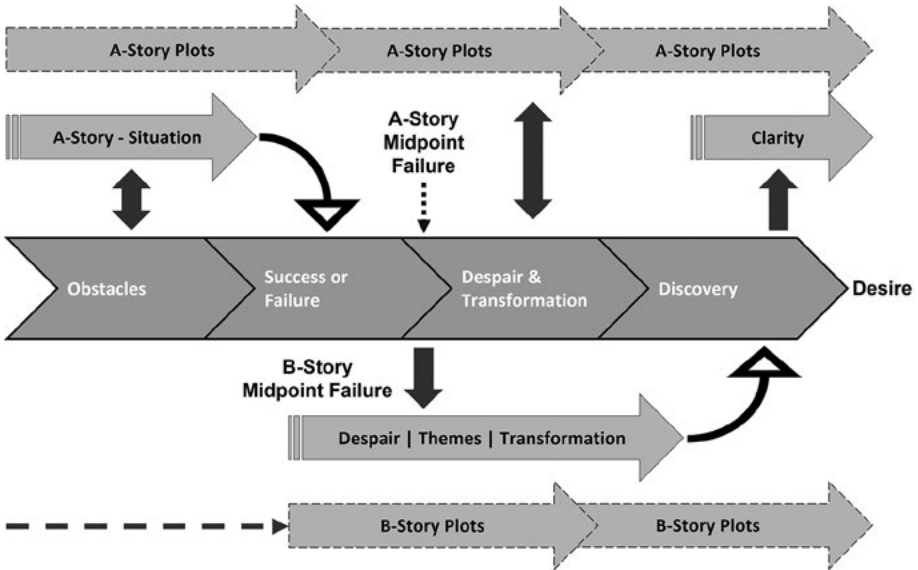 A-Story Plots
A-Story Plots
A-Story Plots
A-Story - Situation
A-Story
Midpoint
Failure
Clarity
Obstacles
Success or
Failure
Despair &
Transformation
Discovery
Desire
B-Story
Midpoint Failure
Despair | Themes | Transformation
B-Story Plots
B-Story Plots